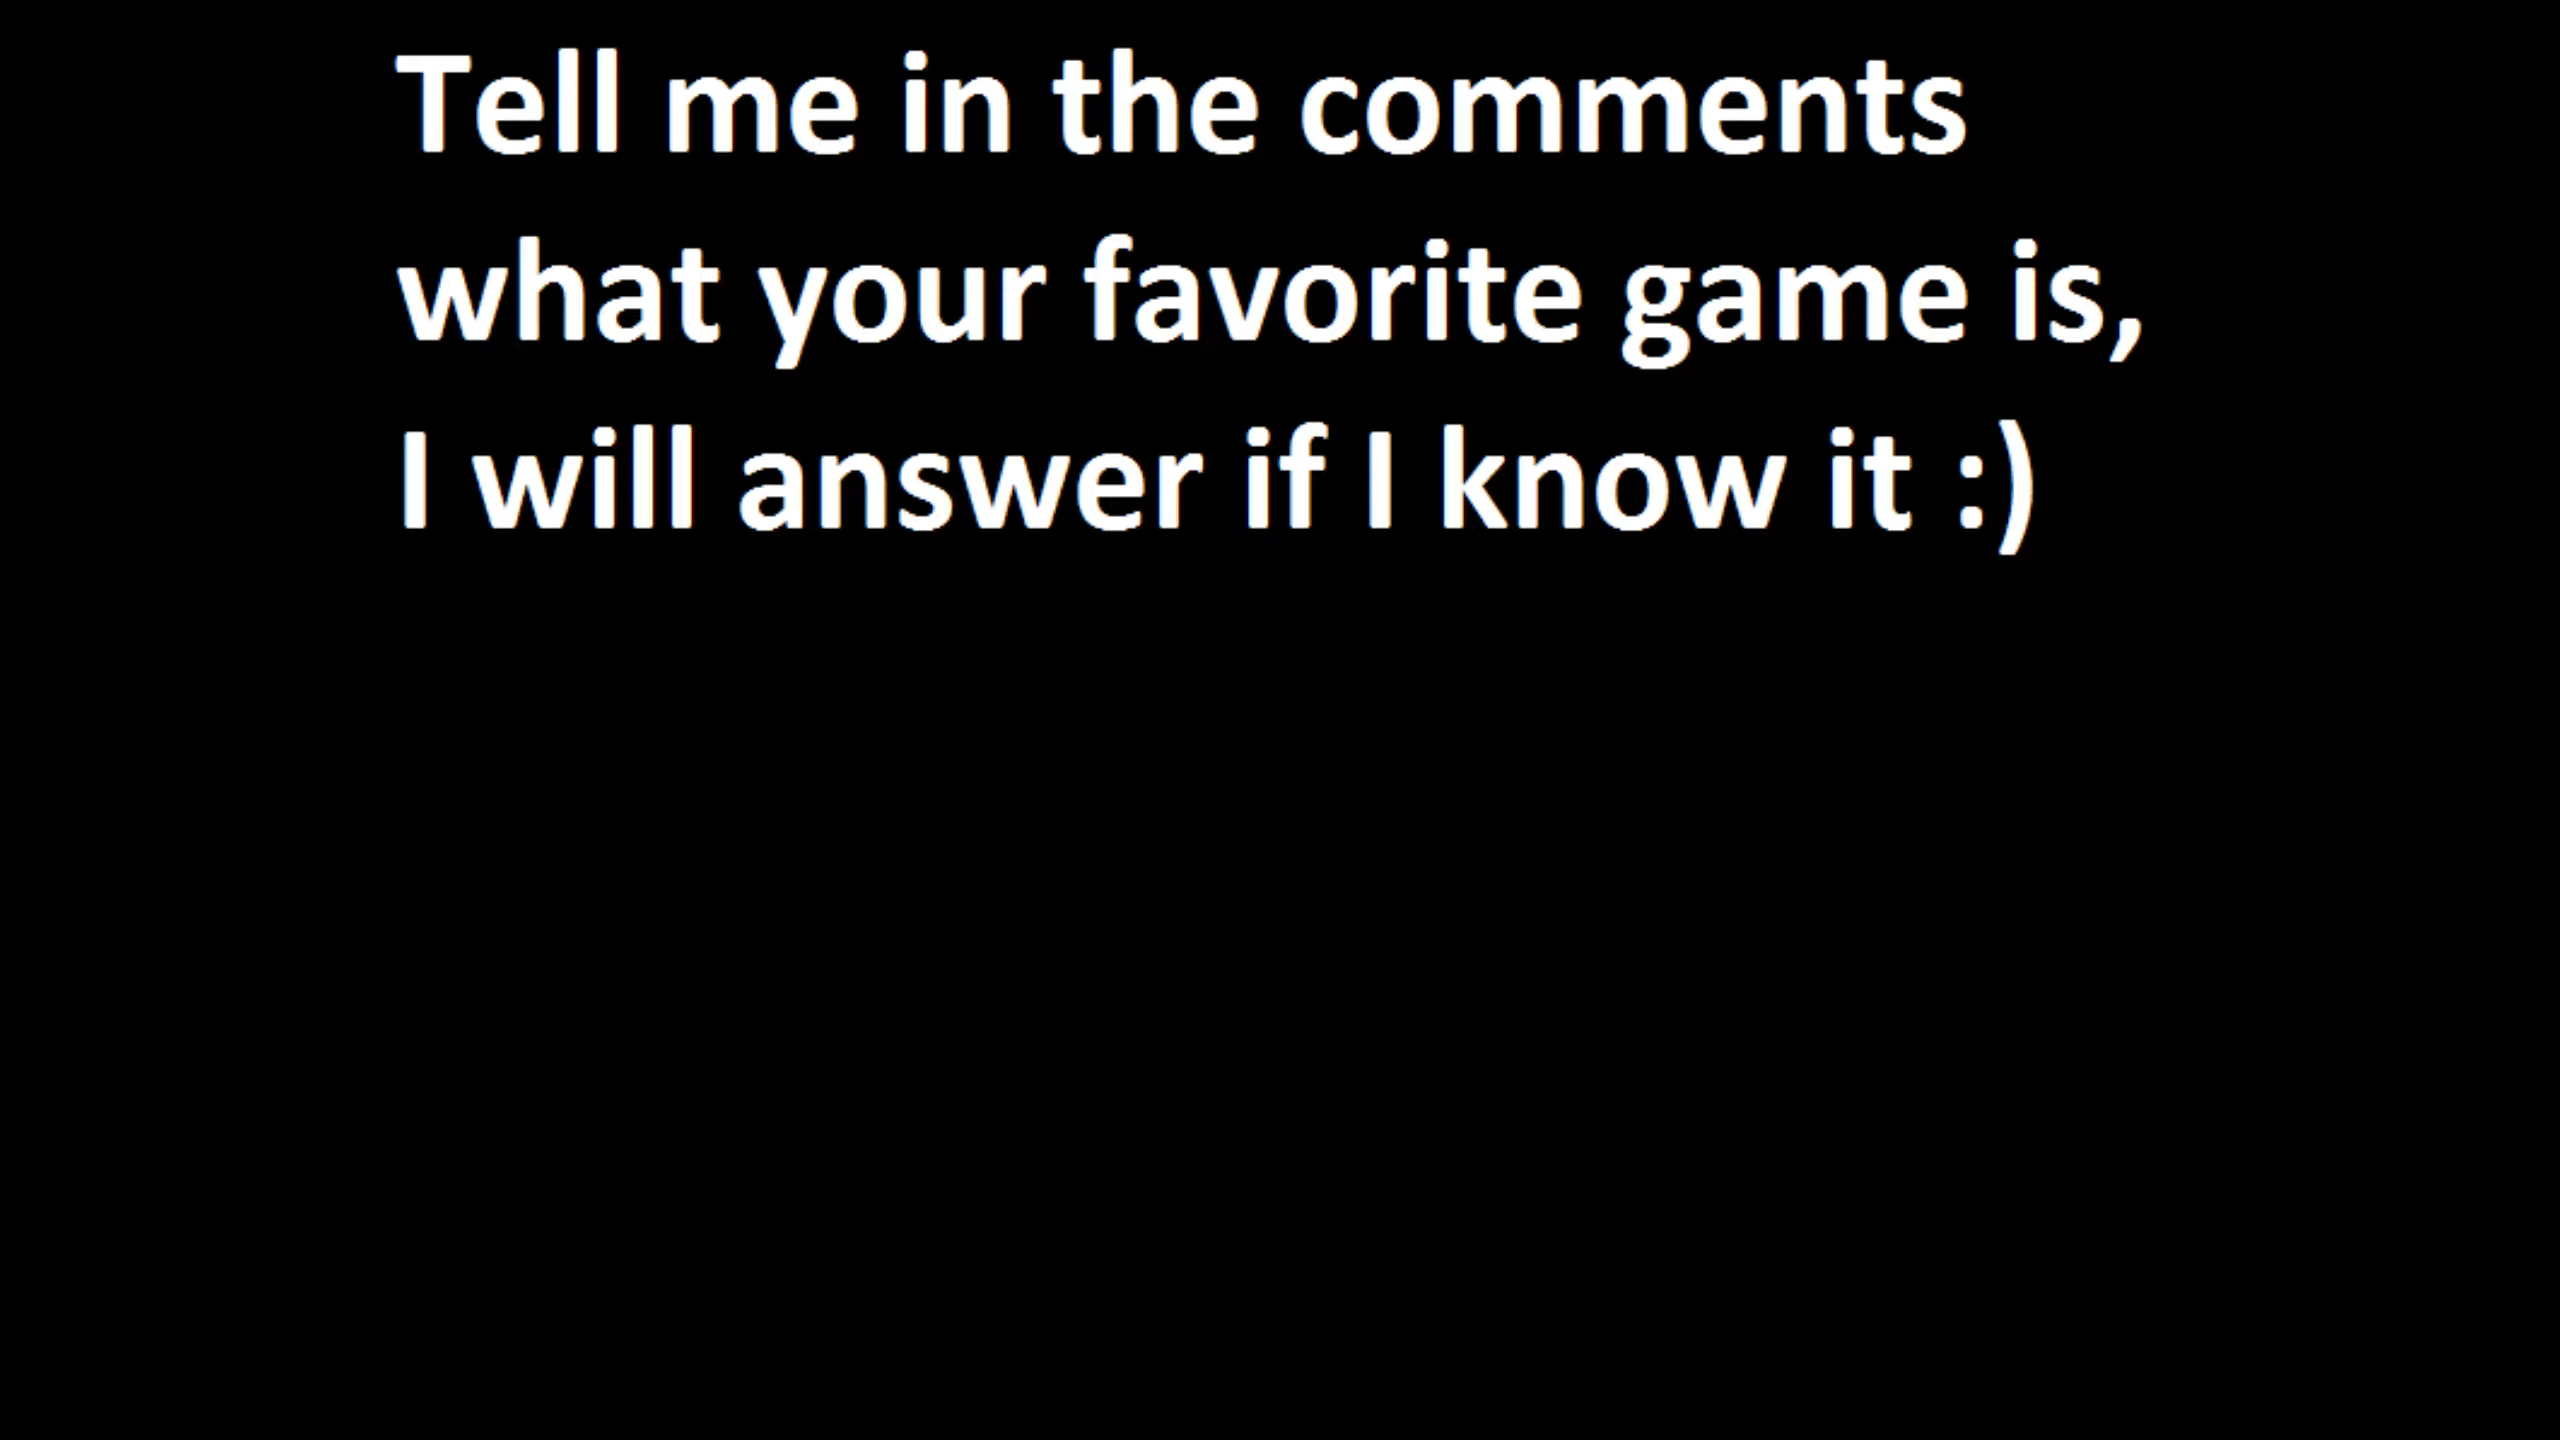 Tell me in the comments
what your favorite game is,
I will answer if I know it :)